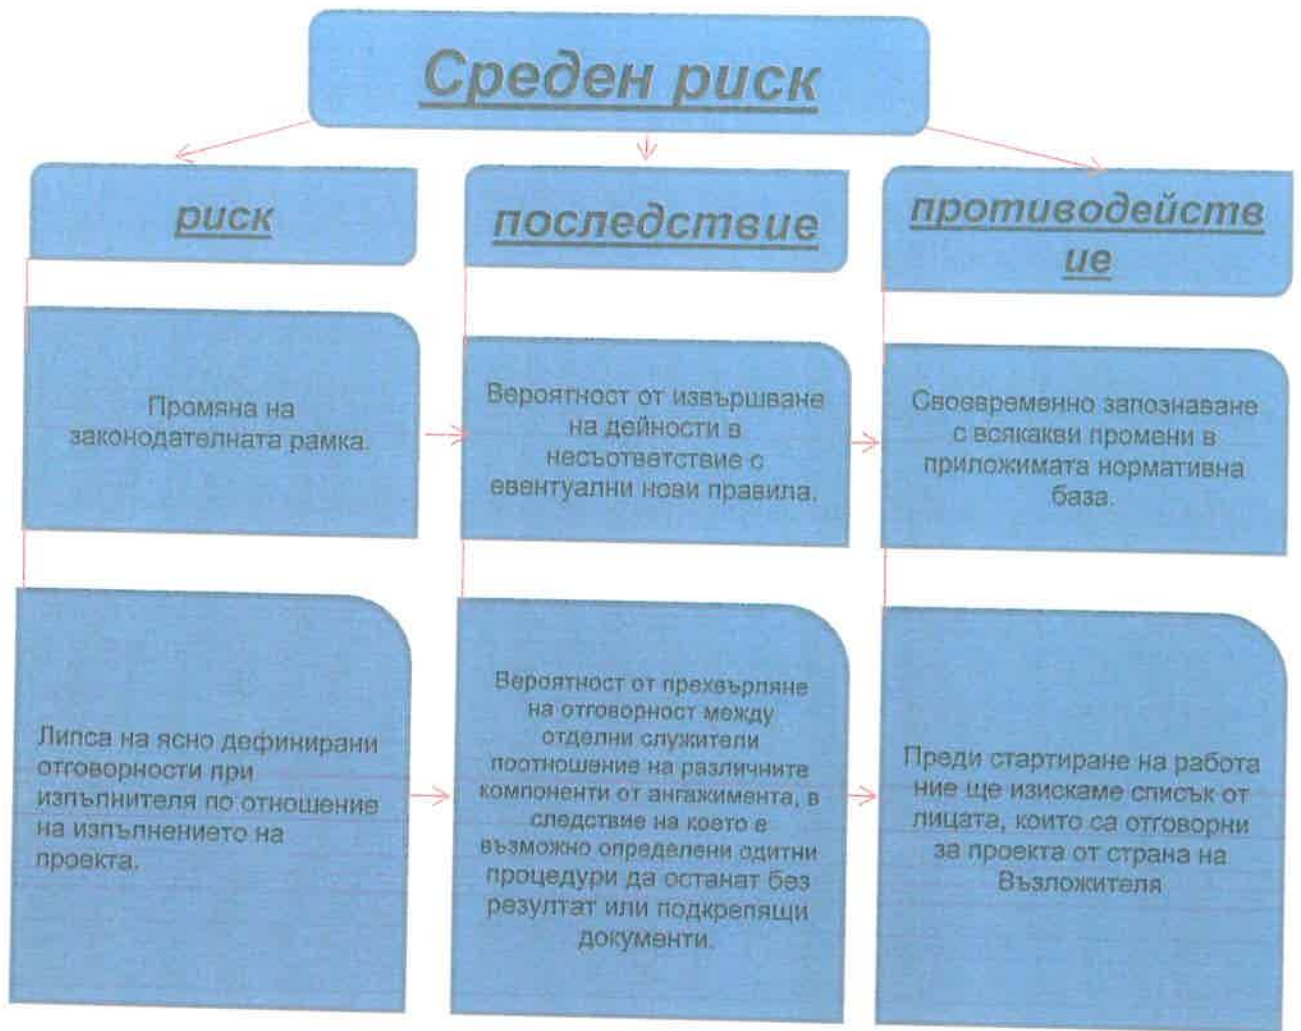 Среден риск
риск
последствие
противодейств
ие
Промяна на
законодателната рамка.
Вероятност от извършване
на дейности в
несъответствие с
евентуални нови правила.
Своевременно запознаване
с всякакви промени в
приложимата нормативна
база.
Липса на ясно дефинирани
отговорности при
изпълнителя по отношение
на изпълнението на
проекта.
Вероятност от прехвърляне
на отговорност между
отделни служители
поотношение на различните
компоненти от ангажимента, в
следствие на което е
възможно определени одитни
процедури да останат без
резултат или подкрепящи
документи.
Преди стартиране на работа
ние ще изискаме списък от
лицата, които са отговорни
за проекта от страна на
Възложителя